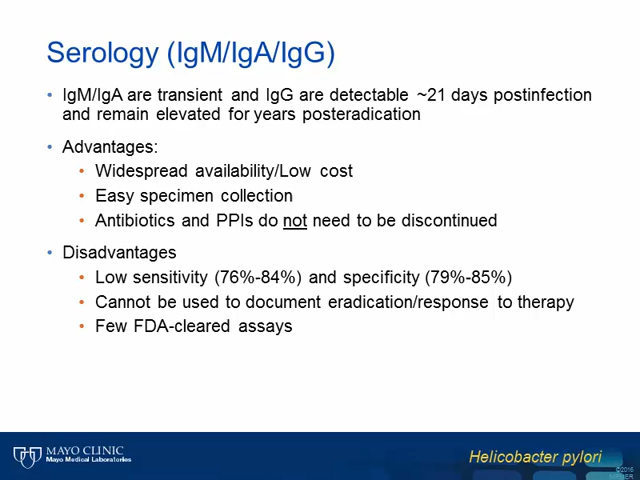 Serology (IgM/IgA/IgG)
• IgM/IgA are transient and IgG are detectable ~21 days postinfection
and remain elevated for years posteradication
• Advantages:
• Widespread availability/Low cost
• Easy specimen collection
• Antibiotics and PPIs do not need to be discontinued
• Disadvantages
• Low sensitivity (76%-84%) and specificity (79%-85%)
• Cannot be used to document eradication/response to therapy
• Few FDA-cleared assays
MAYO CLINIC
Mayo Medical Laboratories
Helicobacter pylori
©2016